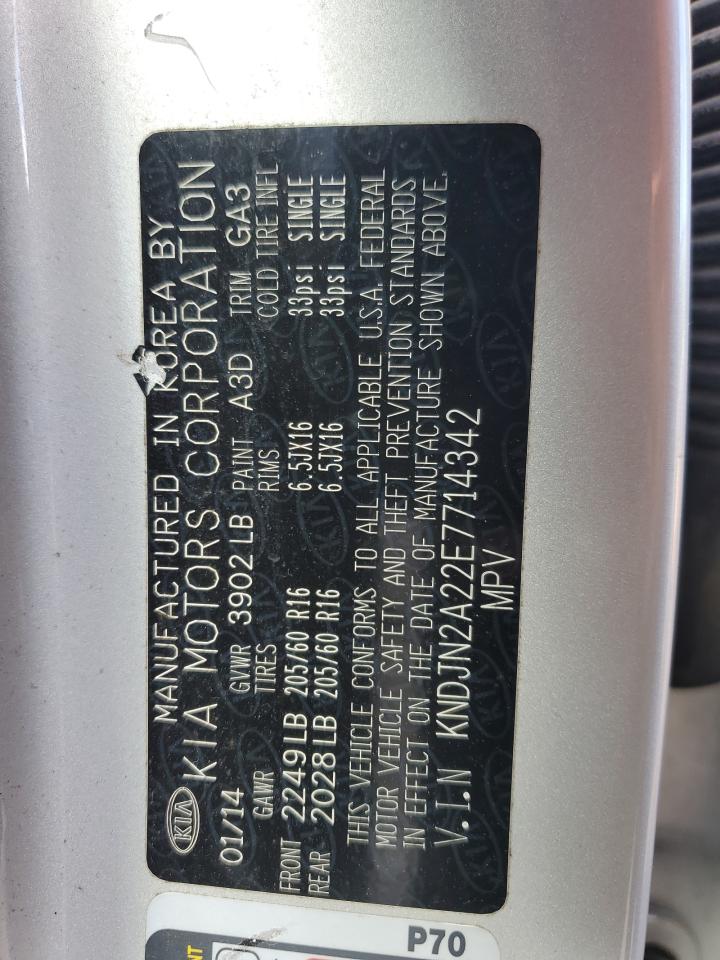 KIA
MANUFACTURED IN KOREA BY
KIA MOTORS CORPORATION
01/14 GVWR 3902LB PAINT A3D TRIM GA3
GAWR TIRES RIMS COLD TIRE INFL
FRONT 2249LB 205/60 R16 6.5JX16 33psi SINGLE
REAR 2028LB 205/60 R16 6.5JX16 33psi SINGLE
THIS VEHICLE CONFORMS TO ALL APPLICABLE U.S.A. FEDERAL
MOTOR VEHICLE SAFETY AND THEFT PREVENTION STANDARDS
IN EFFECT ON THE DATE OF MANUFACTURE SHOWN ABOVE.
V.I.N KNDJN2A22E7714342
MPV
P70